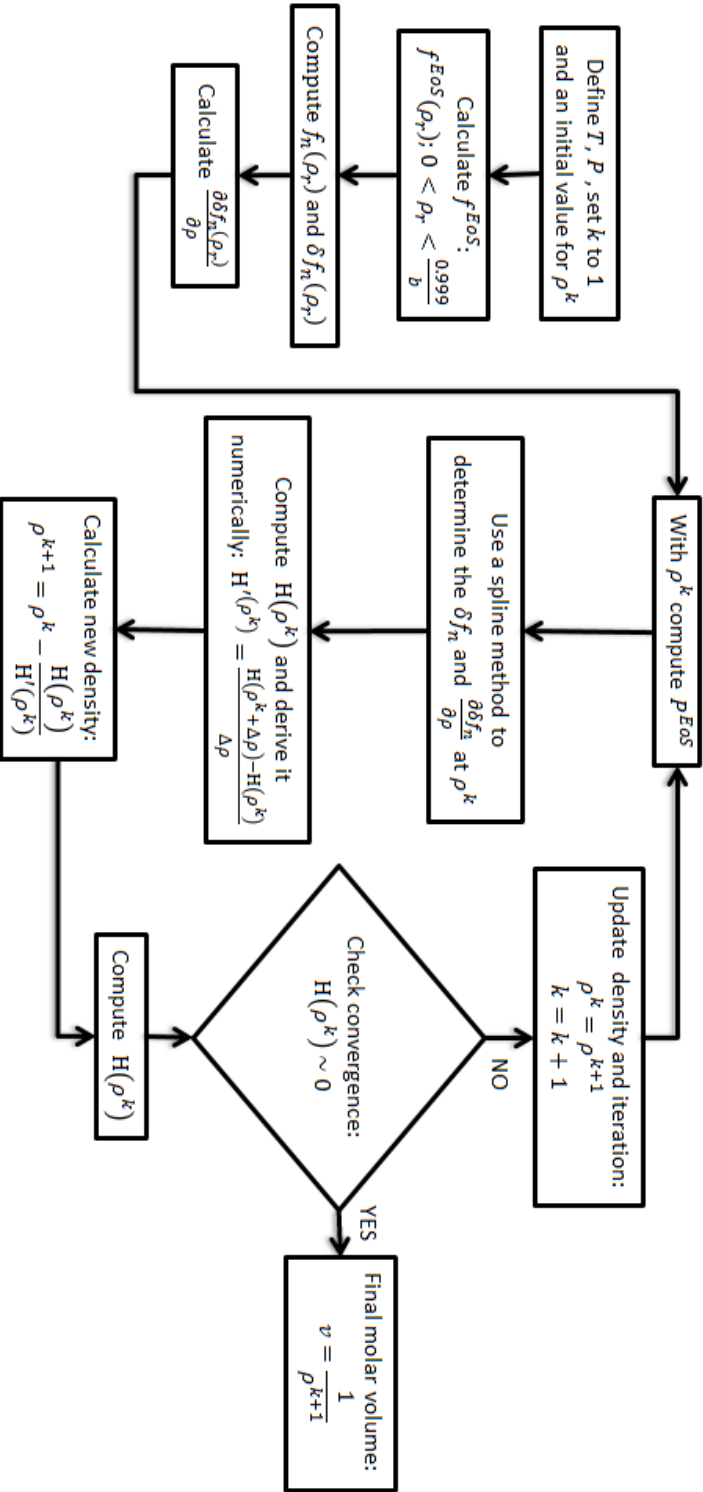 Define T, P , set k to 1
and an initial value for ρ^k
Calculate f^EoS:
f^EoS(ρ_r); 0 < ρ_r < 0.999/b
Compute f_n(ρ_r) and δf_n(ρ_r)
Calculate ∂δf_n(ρ_r)/∂ρ
With ρ^k compute P^EoS
Use a spline method to
determine the δf_n and ∂δf_n/∂ρ at ρ^k
Compute H(ρ^k) and derive it
numerically: H′(ρ^k) = H(ρ^k+Δρ)−H(ρ^k)/Δρ
Calculate new density:
ρ^k+1 = ρ^k − H(ρ^k)/H′(ρ^k)
Compute H(ρ^k)
Check convergence:
H(ρ^k) ~ 0
NO
Update density and iteration:
ρ^k = ρ^k+1
k = k + 1
YES
Final molar volume:
v = 1/ρ^k+1